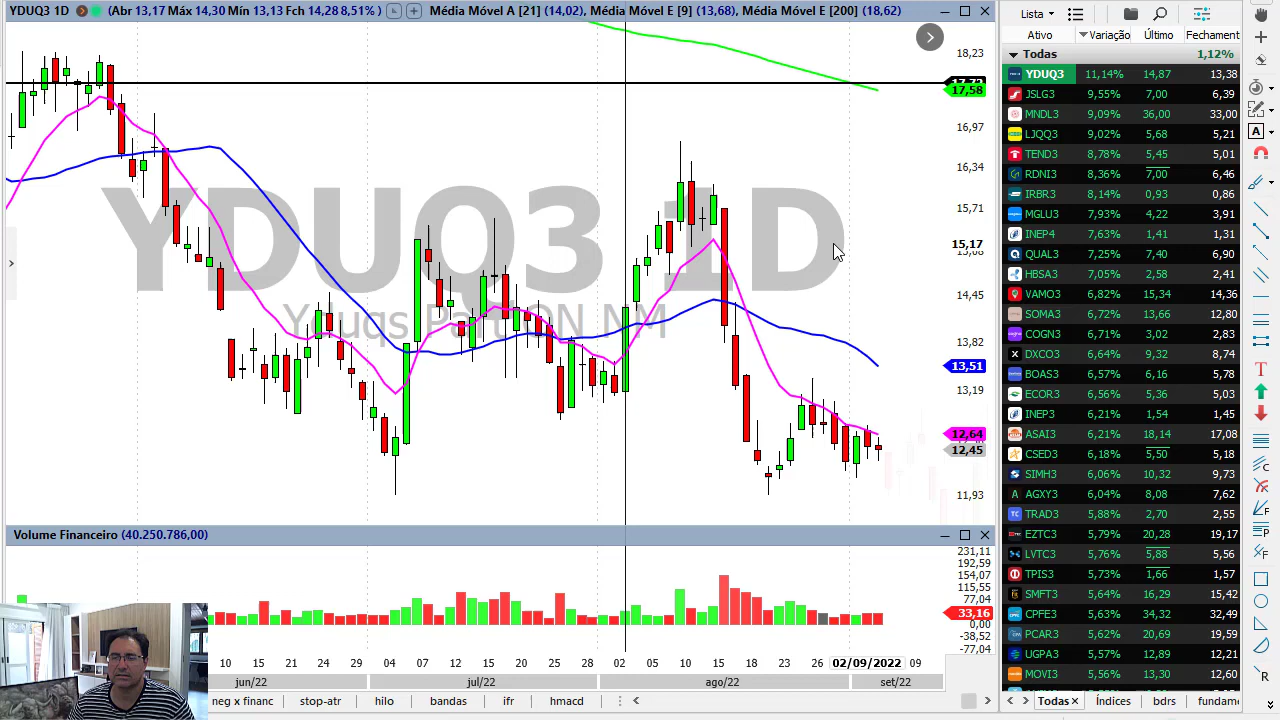 YDUQ3 1D (Abr 13,17 Máx 14,30 Mín 13,13 Fch 14,28 8,51%) Média Móvel A [21] (14,02), Média Móvel E [9] (13,68), Média Móvel E [200] (18,62)
YDUQ3 1D
Yduqs Part ON NM
18,23
17,58
16,97
16,34
15,71
15,17
14,45
13,82
13,51
13,19
12,64
12,45
11,93
Volume Financeiro (40.250.786,00)
231,11
192,59
154,07
115,55
77,04
33,16
0,00
-38,52
-77,04
10 15 21 24 29 04 07 12 15 20 25 28 02 05 10 15 18 23 26 02/09/2022 09
jun/22 jul/22 ago/22 set/22
neg x financ stop-atr hilo bandas ifr hmacd
Lista
Ativo Variação Último Fechament
Todas 1,12%
YDUQ3 11,14% 14,87 13,38
JSLG3 9,55% 7,00 6,39
MNDL3 9,09% 36,00 33,00
LJQQ3 9,02% 5,68 5,21
TEND3 8,78% 5,45 5,01
RDNI3 8,36% 7,00 6,46
IRBR3 8,14% 0,93 0,86
MGLU3 7,93% 4,22 3,91
INEP4 7,63% 1,41 1,31
QUAL3 7,25% 7,40 6,90
HBSA3 7,05% 2,58 2,41
VAMO3 6,82% 15,34 14,36
SOMA3 6,72% 13,66 12,80
COGN3 6,71% 3,02 2,83
DXCO3 6,64% 9,32 8,74
BOAS3 6,57% 6,16 5,78
ECOR3 6,56% 5,36 5,03
INEP3 6,21% 1,54 1,45
ASAI3 6,21% 18,14 17,08
CSED3 6,18% 5,50 5,18
SIMH3 6,06% 10,32 9,73
AGXY3 6,04% 8,08 7,62
TRAD3 5,88% 2,70 2,55
EZTC3 5,79% 20,28 19,17
LVTC3 5,76% 5,88 5,56
TPIS3 5,73% 1,66 1,57
SMFT3 5,64% 16,29 15,42
CPFE3 5,63% 34,32 32,49
PCAR3 5,62% 20,69 19,59
UGPA3 5,57% 12,89 12,21
MOVI3 5,56% 13,30 12,60
Todas Índices bdrs fundame